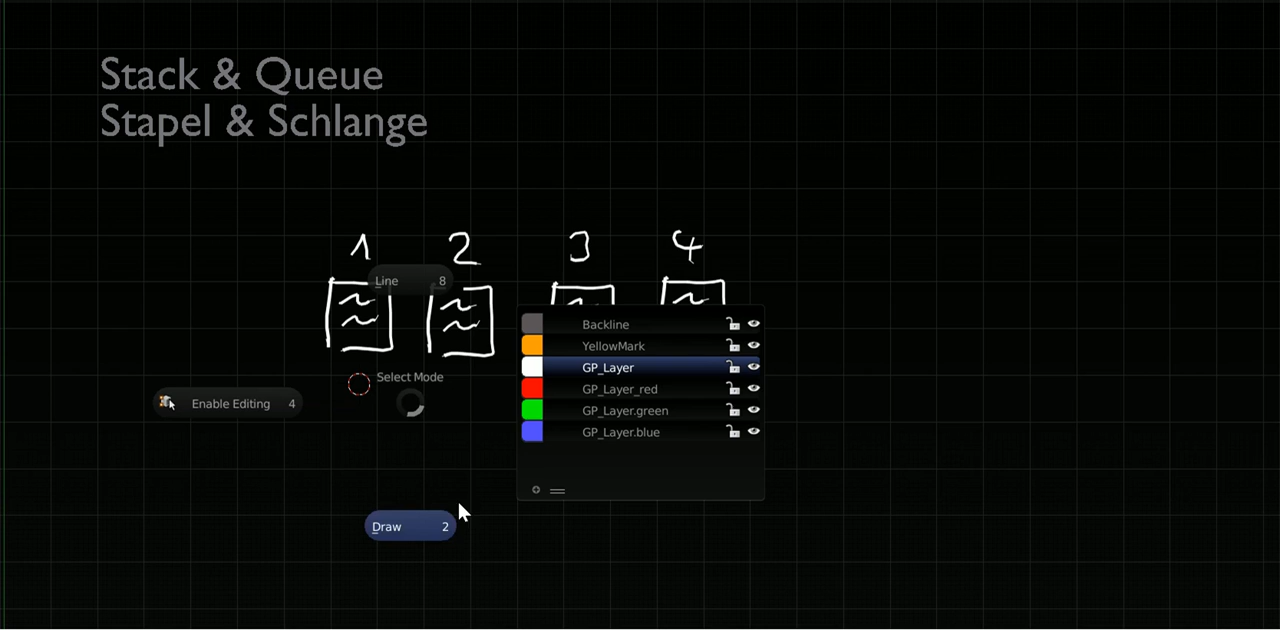 Stack & Queue
Stapel & Schlange
1 2 3 4
Line 8
Backline
YellowMark
GP_Layer
Select Mode
GP_Layer_red
Enable Editing 4
GP_Layer.green
GP_Layer.blue
Draw 2